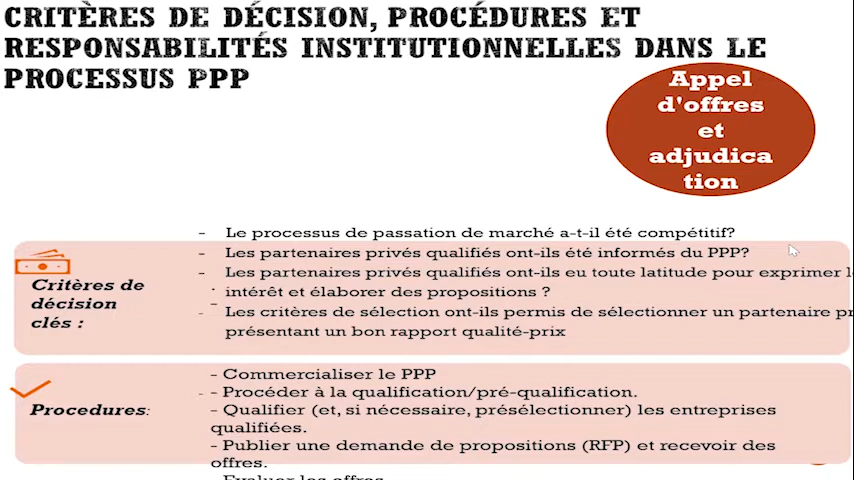 CRITÈRES DE DÉCISION, PROCÉDURES ET
RESPONSABILITÉS INSTITUTIONNELLES DANS LE
PROCESSUS PPP
Appel
d'offres
et
adjudica
tion
- Le processus de passation de marché a-t-il été compétitif?
- Les partenaires privés qualifiés ont-ils été informés du PPP?
- Les partenaires privés qualifiés ont-ils eu toute latitude pour exprimer
intérêt et élaborer des propositions ?
- Les critères de sélection ont-ils permis de sélectionner un partenaire
présentant un bon rapport qualité-prix
Critères de
décision
clés :
- Commercialiser le PPP
- Procéder à la qualification/pré-qualification.
- Qualifier (et, si nécessaire, présélectionner) les entreprises
qualifiées.
- Publier une demande de propositions (RFP) et recevoir des
offres.
- Evaluer les offres
Procedures: